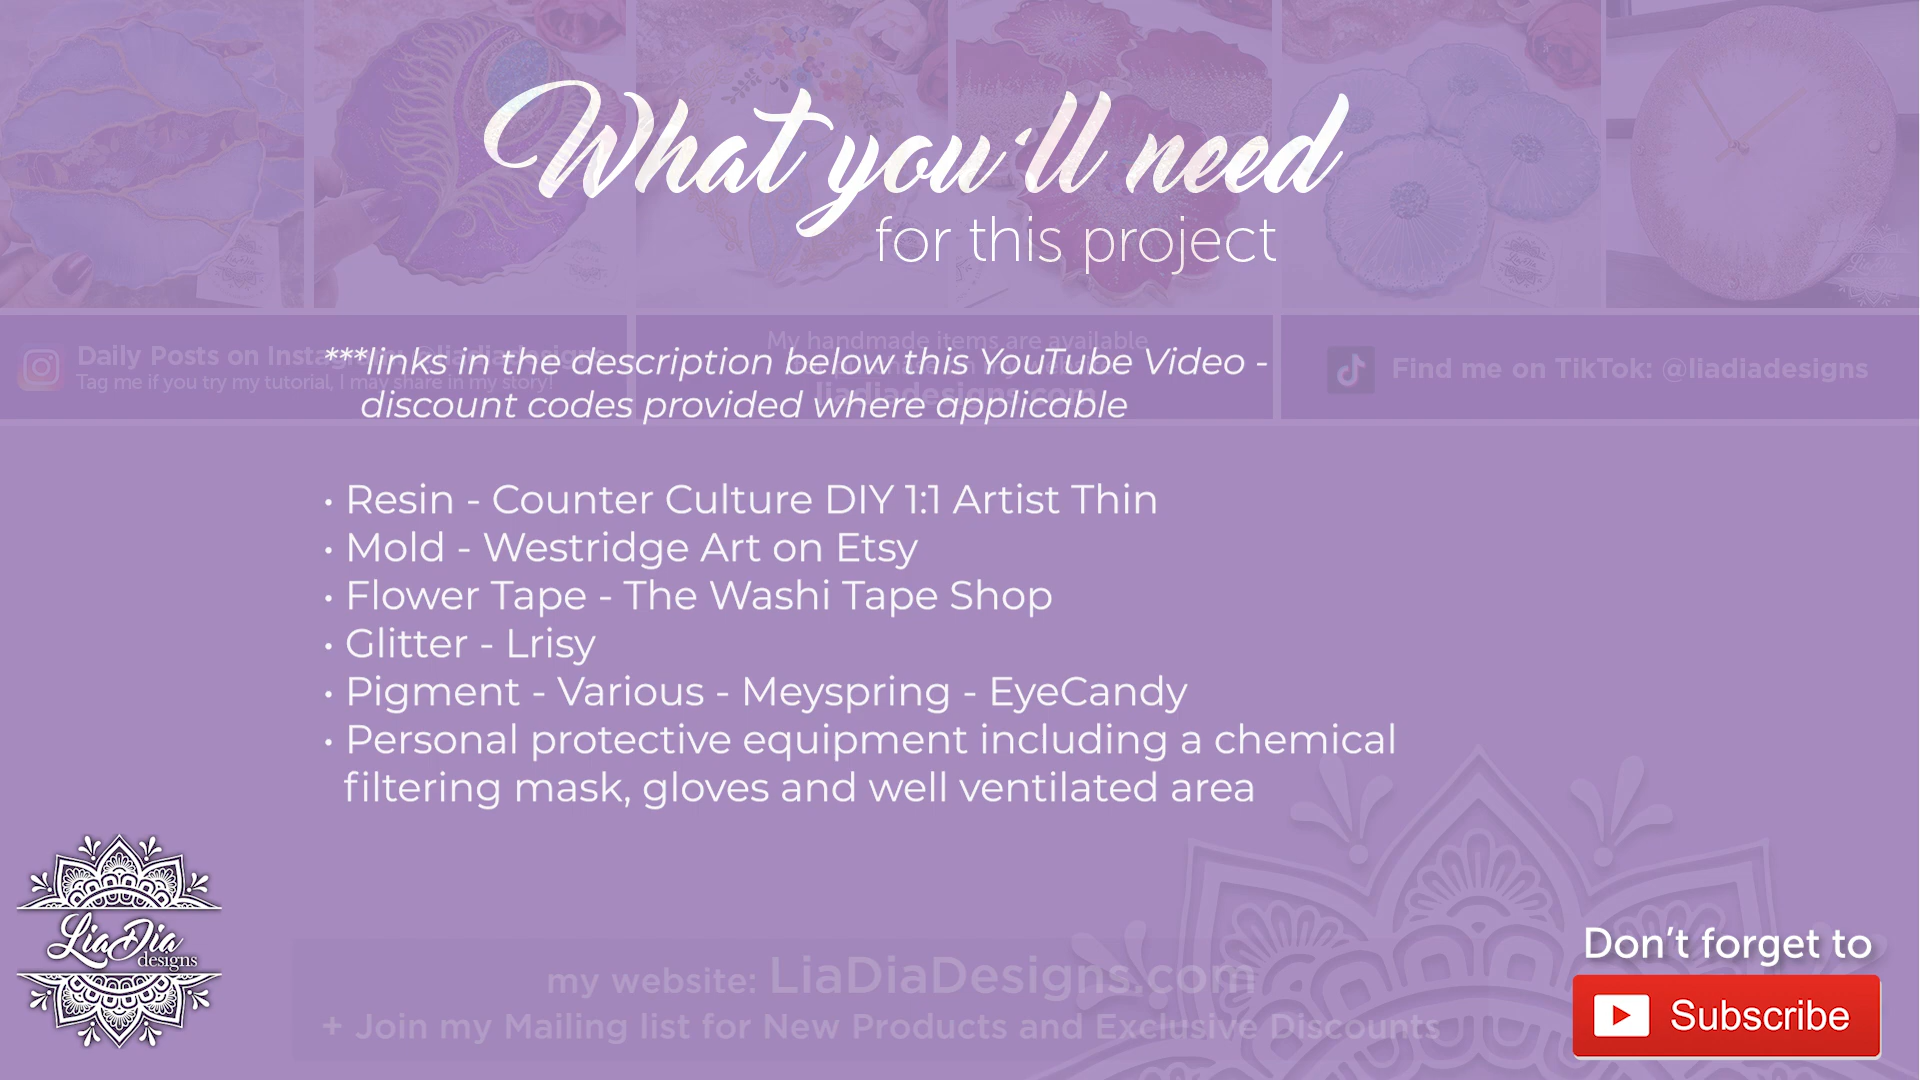 What you'll need
for this project
Daily Posts on Instagram: @liadiadesigns
Tag me if you try my tutorial, I may share in my story!
My handmade items are available
liadiadesigns.com
Find me on TikTok: @liadiadesigns
***links in the description below this YouTube Video -
discount codes provided where applicable
• Resin - Counter Culture DIY 1:1 Artist Thin
• Mold - Westridge Art on Etsy
• Flower Tape - The Washi Tape Shop
• Glitter - Lrisy
• Pigment - Various - Meyspring - EyeCandy
• Personal protective equipment including a chemical
filtering mask, gloves and well ventilated area
LiaDia
designs
my website: LiaDiaDesigns.com
+ Join my Mailing list for New Products and Exclusive Discounts
Don't forget to
Subscribe